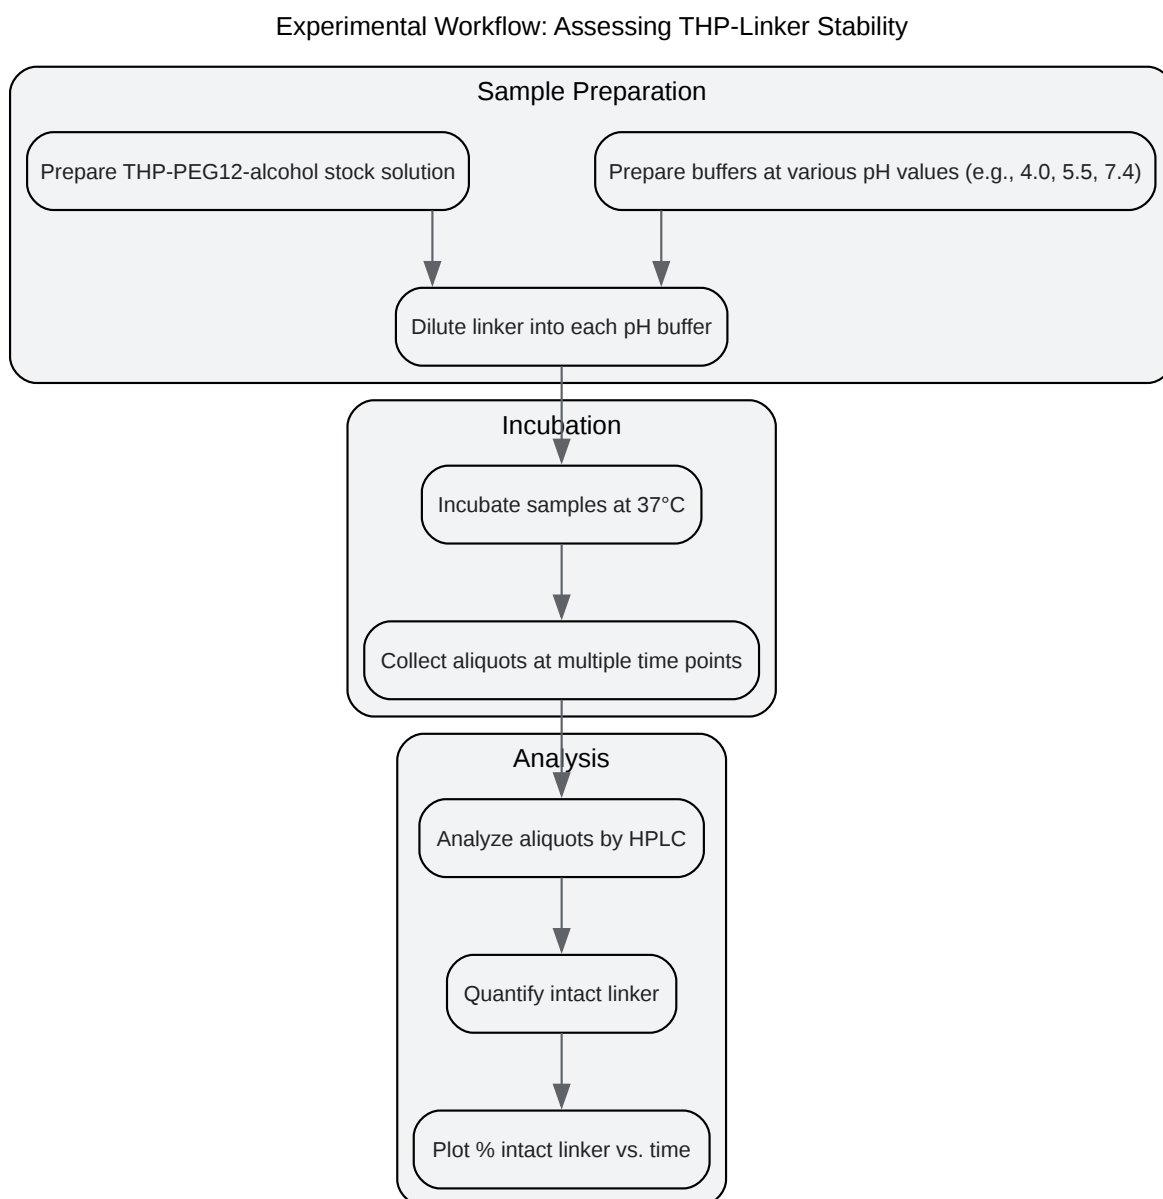 Experimental Workflow: Assessing THP-Linker Stability
Sample Preparation
Prepare THP-PEG12-alcohol stock solution
Prepare buffers at various pH values (e.g., 4.0, 5.5, 7.4)
Dilute linker into each pH buffer
Incubation
Incubate samples at 37°C
Collect aliquots at multiple time points
Analysis
Analyze aliquots by HPLC
Quantify intact linker
Plot % intact linker vs. time